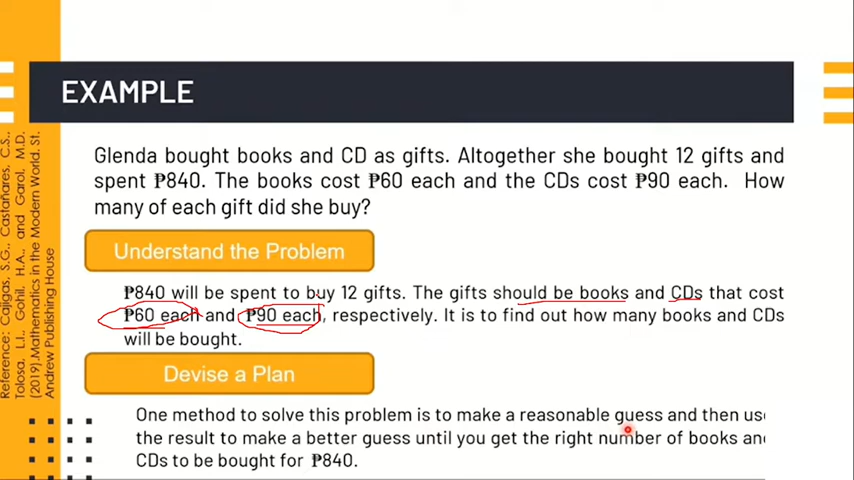 EXAMPLE
Glenda bought books and CD as gifts. Altogether she bought 12 gifts and
spent ₱840. The books cost ₱60 each and the CDs cost ₱90 each. How
many of each gift did she buy?
Understand the Problem
₱840 will be spent to buy 12 gifts. The gifts should be books and CDs that cost
₱60 each and ₱90 each, respectively. It is to find out how many books and CDs
will be bought.
Devise a Plan
One method to solve this problem is to make a reasonable guess and then use
the result to make a better guess until you get the right number of books and
CDs to be bought for ₱840.
Reference: Cajigas, S.G., Castañares, C.S.,
Tolosa, L.I., Gohil, H.A., and Garol, M.D.
(2019).Mathematics in the Modern World. St.
Andrew Publishing House